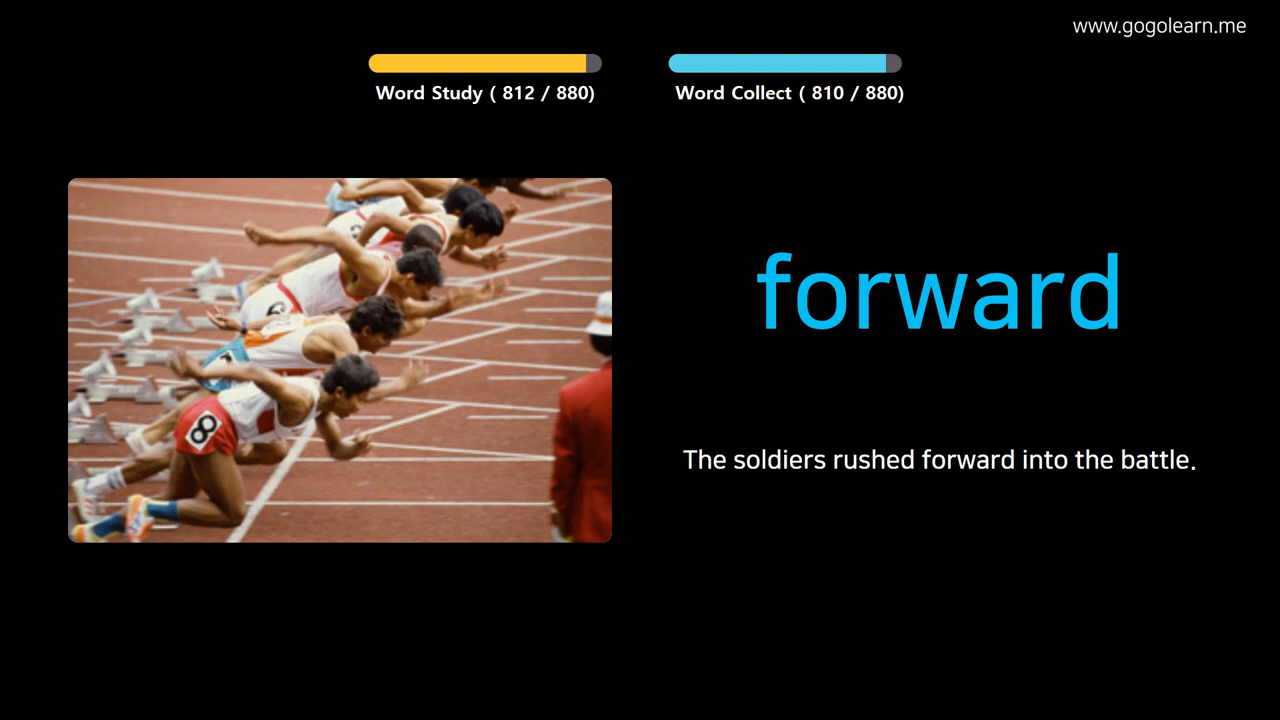 www.gogolearn.me
Word Study ( 812 / 880)
Word Collect ( 810 / 880)
forward
The soldiers rushed forward into the battle.
8